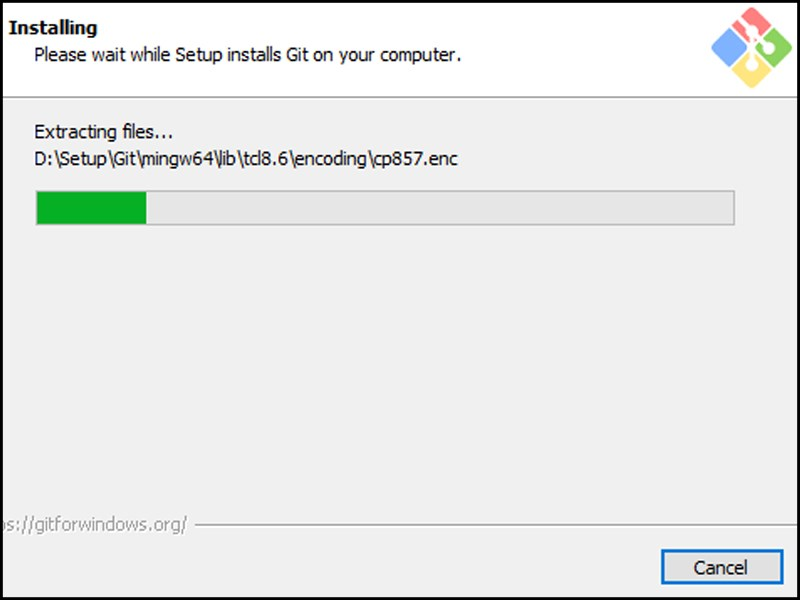 Installing
Please wait while Setup installs Git on your computer.
Extracting files...
D:\Setup\Git\mingw64\lib\tcl8.6\encoding\cp857.enc
ps://gitforwindows.org/
Cancel